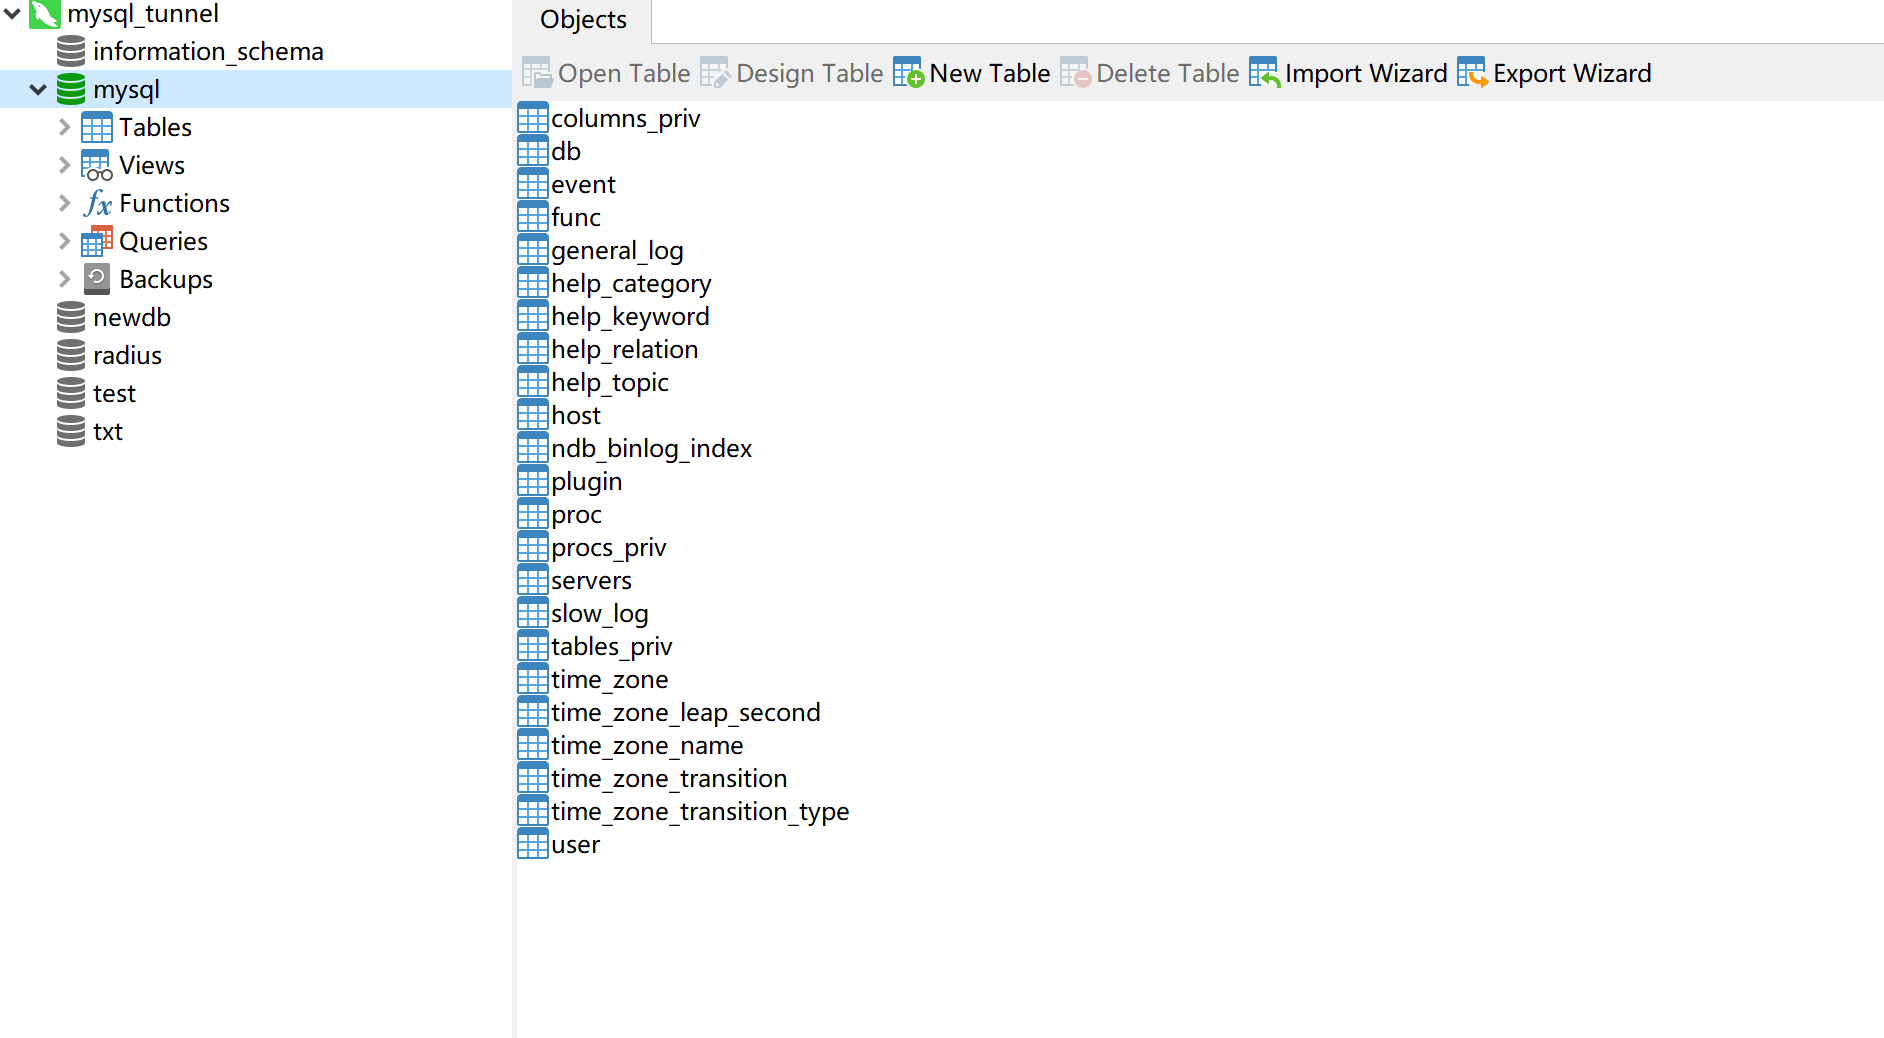 mysql_tunnel
information_schema
mysql
Tables
Views
fx Functions
Queries
Backups
newdb
radius
test
txt
Objects
Open Table Design Table New Table Delete Table Import Wizard Export Wizard
columns_priv
db
event
func
general_log
help_category
help_keyword
help_relation
help_topic
host
ndb_binlog_index
plugin
proc
procs_priv
servers
slow_log
tables_priv
time_zone
time_zone_leap_second
time_zone_name
time_zone_transition
time_zone_transition_type
user